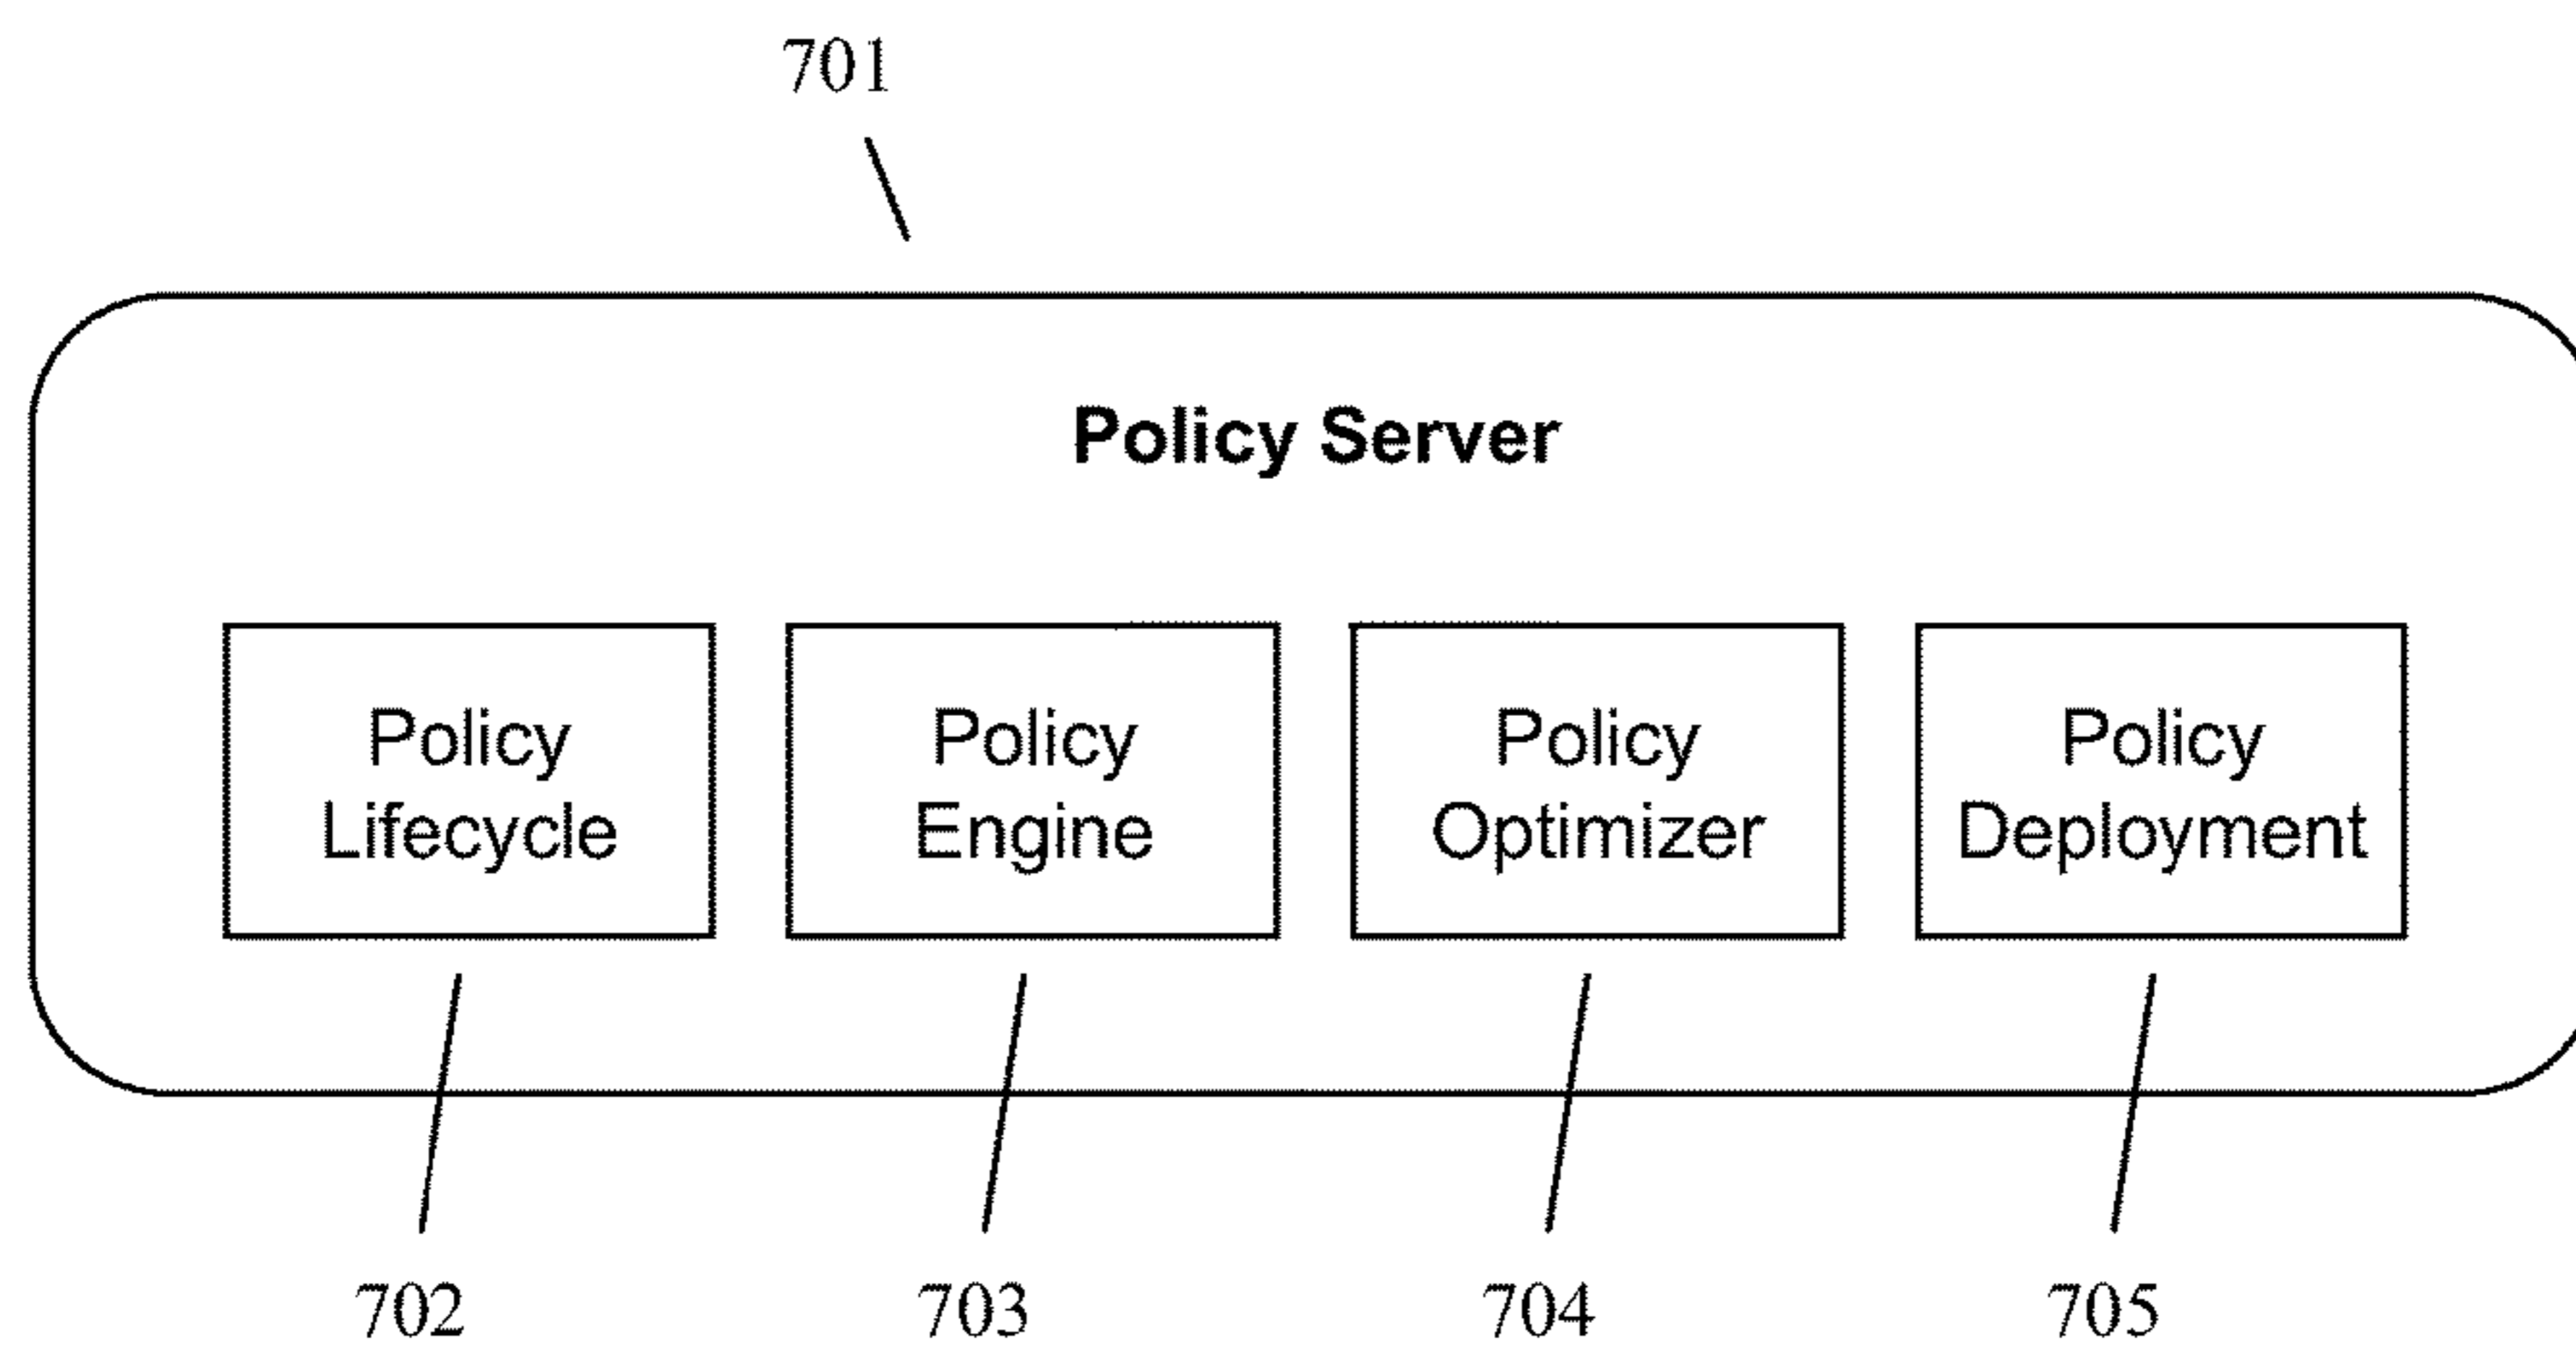 701
Policy Server
Policy
Lifecycle
Policy
Engine
Policy
Optimizer
Policy
Deployment
702
703
704
705